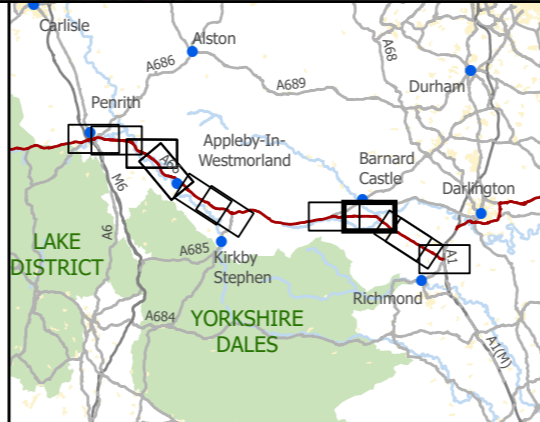 Carlisle
Alston
A686
A689
A68
Durham
Penrith
Appleby-In-
Westmorland
A66
Barnard
Castle
Darlington
M6
A6
LAKE
DISTRICT
A685
Kirkby
Stephen
A1
Richmond
A684
YORKSHIRE
DALES
A1(M)